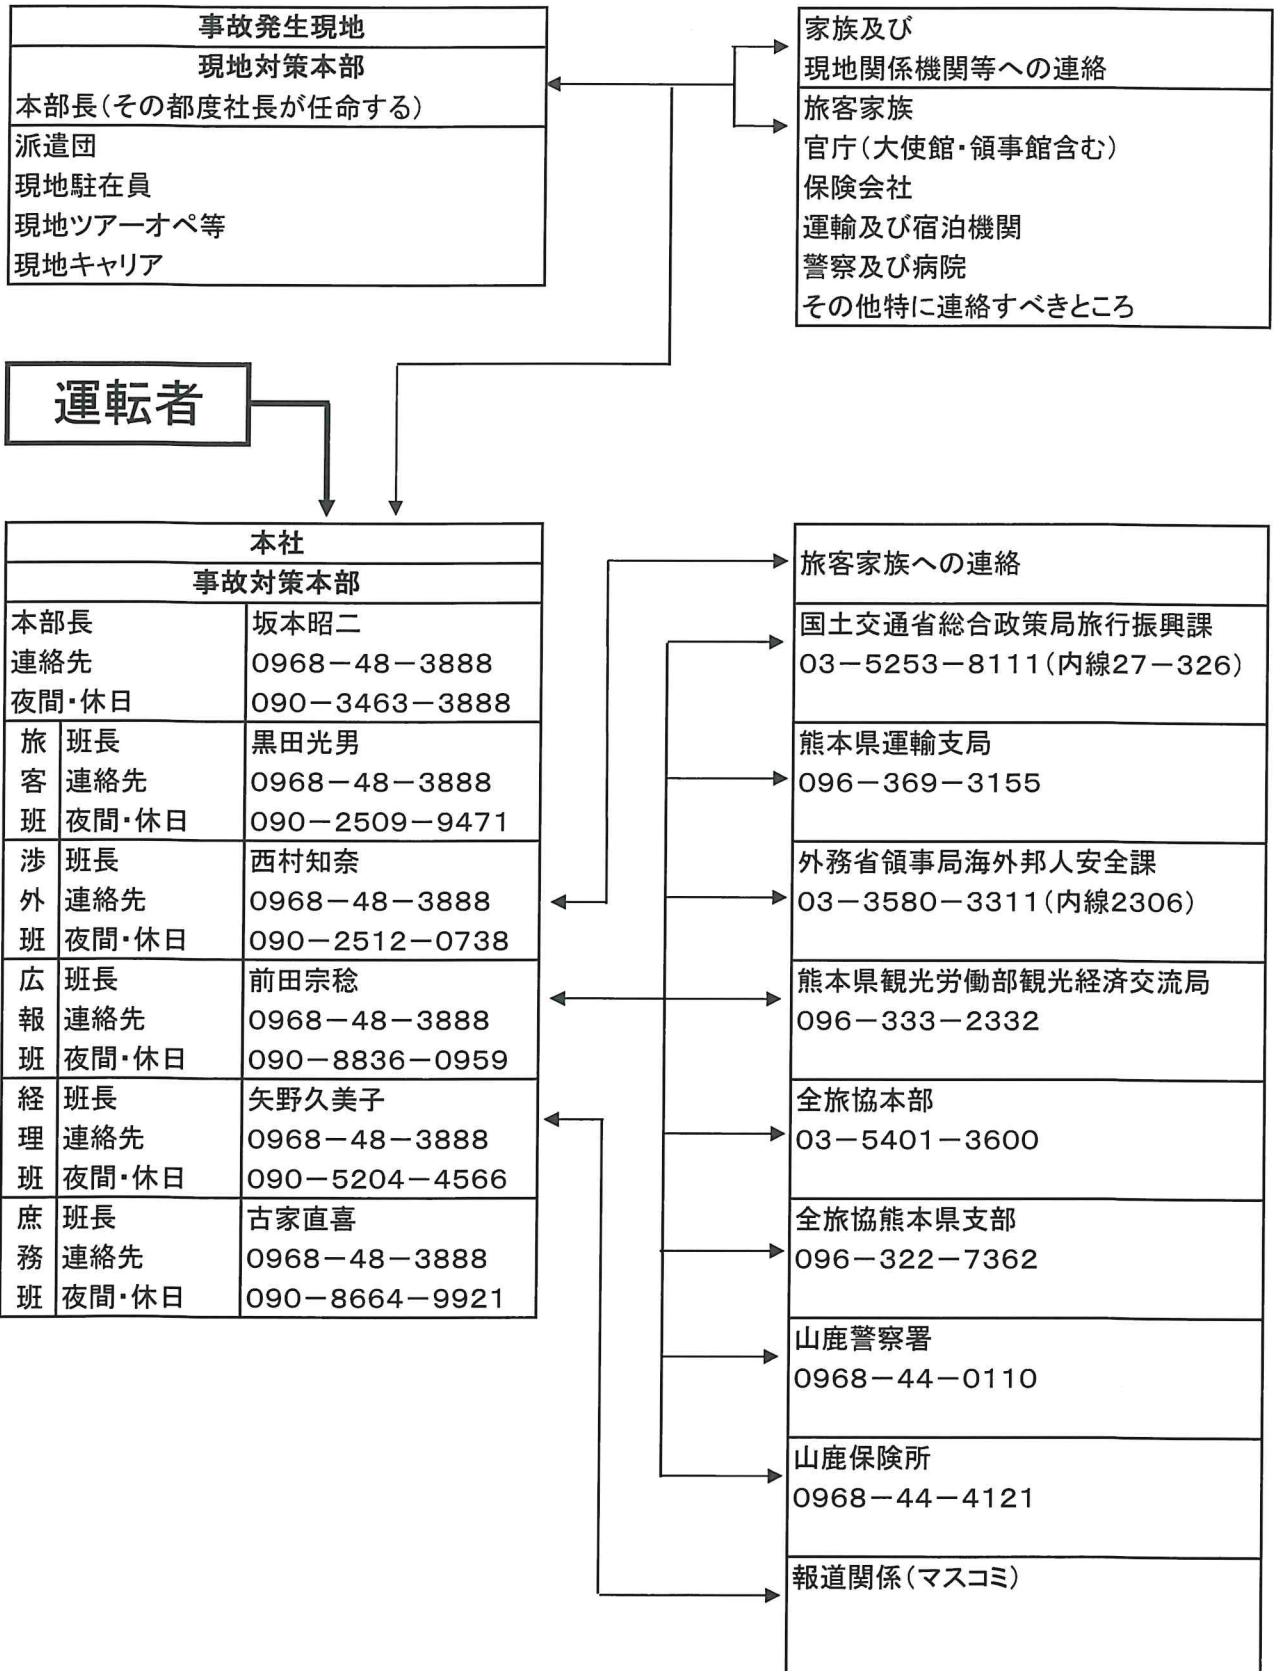 事故発生現地
現地対策本部
本部長(その都度社長が任命する)
派遣団
現地駐在員
現地ツアーオペ等
現地キャリア
家族及び
現地関係機関等への連絡
旅客家族
官庁(大使館・領事館含む)
保険会社
運輸及び宿泊機関
警察及び病院
その他特に連絡すべきところ
運転者
本社
事故対策本部
本部長 坂本昭二
連絡先 0968-48-3888
夜間・休日 090-3463-3888
旅 班長 黒田光男
客 連絡先 0968-48-3888
班 夜間・休日 090-2509-9471
渉 班長 西村知奈
外 連絡先 0968-48-3888
班 夜間・休日 090-2512-0738
広 班長 前田宗稔
報 連絡先 0968-48-3888
班 夜間・休日 090-8836-0959
経 班長 矢野久美子
理 連絡先 0968-48-3888
班 夜間・休日 090-5204-4566
庶 班長 古家直喜
務 連絡先 0968-48-3888
班 夜間・休日 090-8664-9921
旅客家族への連絡
国土交通省総合政策局旅行振興課
03-5253-8111(内線27-326)
熊本県運輸支局
096-369-3155
外務省領事局海外邦人安全課
03-3580-3311(内線2306)
熊本県観光労働部観光経済交流局
096-333-2332
全旅協本部
03-5401-3600
全旅協熊本県支部
096-322-7362
山鹿警察署
0968-44-0110
山鹿保険所
0968-44-4121
報道関係(マスコミ)